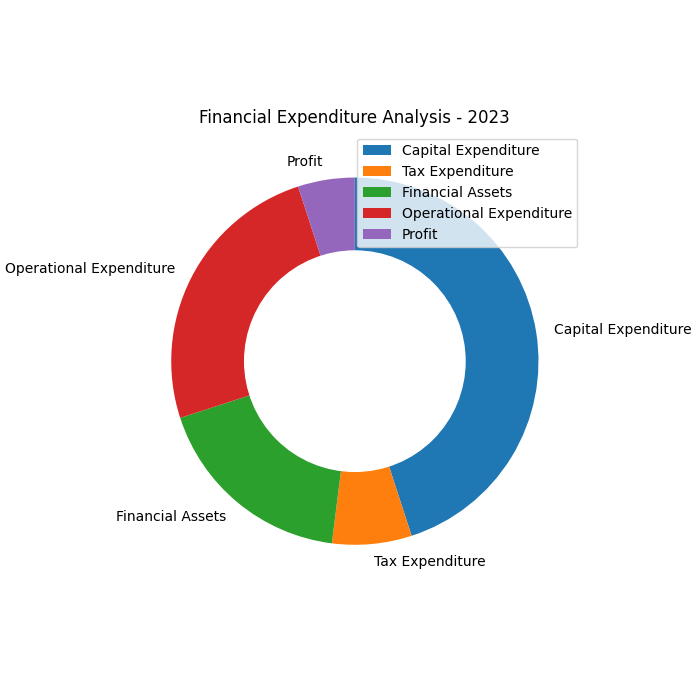 Financial Expenditure Analysis - 2023
Capital Expenditure
Tax Expenditure
Financial Assets
Operational Expenditure
Profit
Profit
Operational Expenditure
Capital Expenditure
Financial Assets
Tax Expenditure